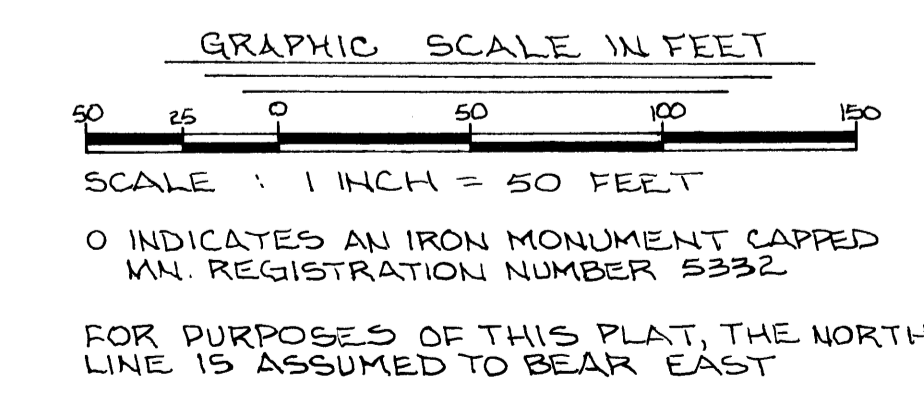 GRAPHIC SCALE IN FEET
50 25 0 50 100 150
SCALE : 1 INCH = 50 FEET
O INDICATES AN IRON MONUMENT CAPPED
MN. REGISTRATION NUMBER 5332
FOR PURPOSES OF THIS PLAT, THE NORTH
LINE IS ASSUMED TO BEAR EAST